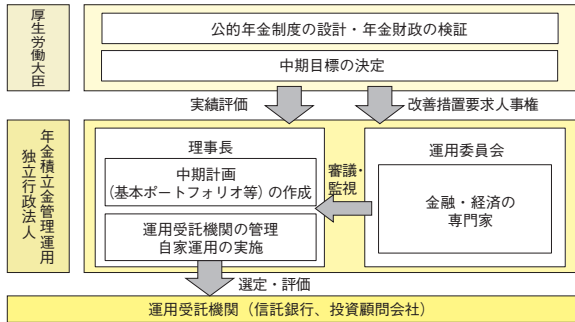 厚生労働大臣
公的年金制度の設計・年金財政の検証
中期目標の決定
実績評価
改善措置要求人事権
年金積立金管理運用
独立行政法人
理事長
中期計画
(基本ポートフォリオ等)の作成
運用受託機関の管理
自家運用の実施
審議・
監視
運用委員会
金融・経済の
専門家
選定・評価
運用受託機関（信託銀行、投資顧問会社）